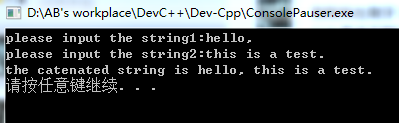 D:\AB's workplace\DevC++\Dev-Cpp\ConsolePauser.exe
please input the string1:hello,
please input the string2:this is a test.
the catenated string is hello, this is a test.
请按任意键继续. . .